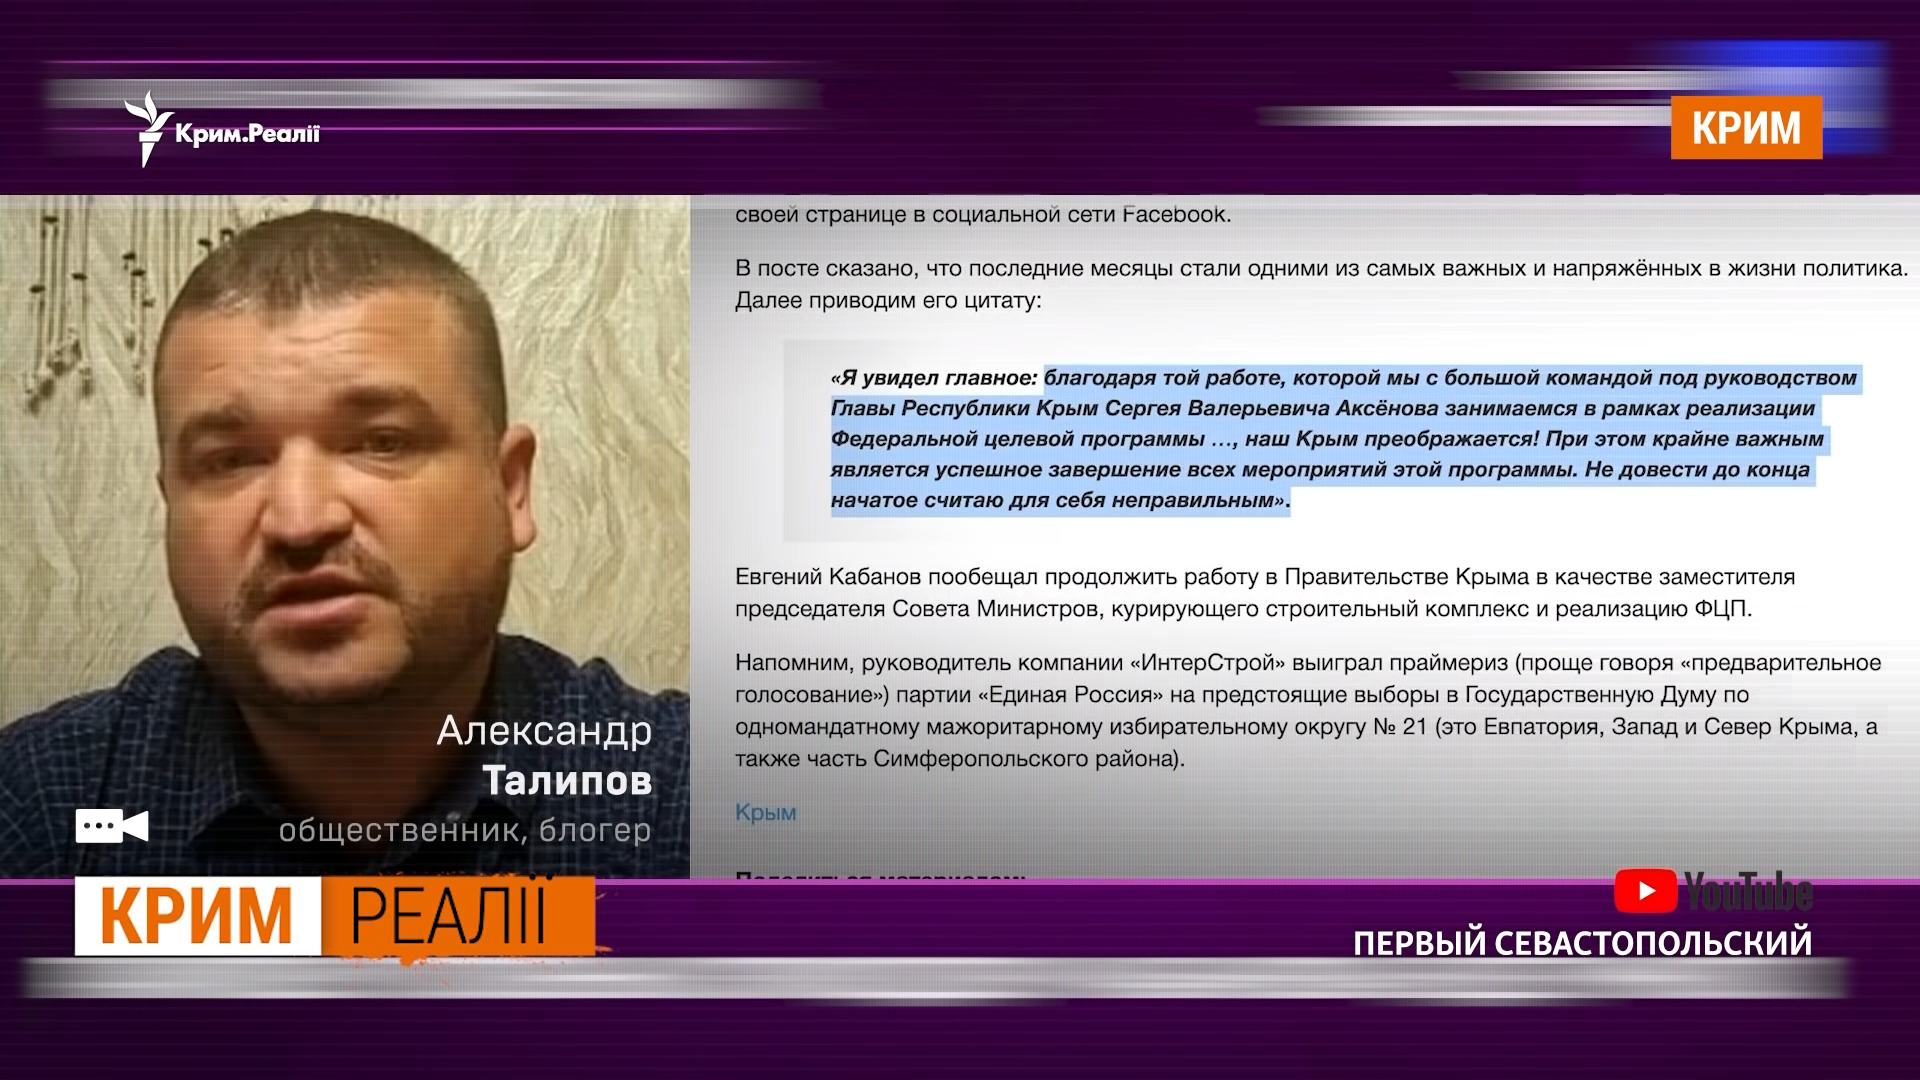 Крим.Реалії
КРИМ
своей странице в социальной сети Facebook.
В посте сказано, что последние месяцы стали одними из самых важных и напряжённых в жизни политика.
Далее приводим его цитату:
«Я увидел главное: благодаря той работе, которой мы с большой командой под руководством
Главы Республики Крым Сергея Валерьевича Аксёнова занимаемся в рамках реализации
Федеральной целевой программы …, наш Крым преображается! При этом крайне важным
является успешное завершение всех мероприятий этой программы. Не довести до конца
начатое считаю для себя неправильным».
Евгений Кабанов пообещал продолжить работу в Правительстве Крыма в качестве заместителя
председателя Совета Министров, курирующего строительный комплекс и реализацию ФЦП.
Напомним, руководитель компании «ИнтерСтрой» выиграл праймериз (проще говоря «предварительное
голосование») партии «Единая Россия» на предстоящие выборы в Государственную Думу по
одномандатному мажоритарному избирательному округу № 21 (это Евпатория, Запад и Север Крыма, а
также часть Симферопольского района).
Крым
Поделиться материалом:
Александр
Талипов
общественник, блогер
КРИМ РЕАЛІЇ
YouTube
ПЕРВЫЙ СЕВАСТОПОЛЬСКИЙ